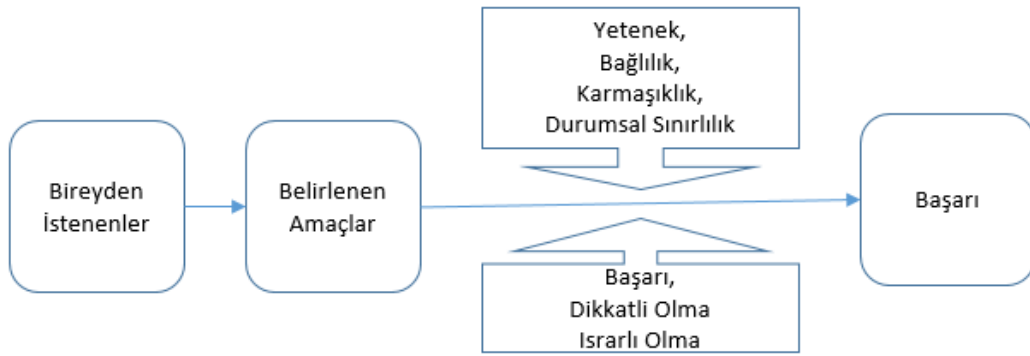 Yetenek,
Bağlılık,
Karmaşıklık,
Durumsal Sınırlılık
Bireyden
İstenenler
Belirlenen
Amaçlar
Başarı
Başarı,
Dikkatli Olma
Israrlı Olma